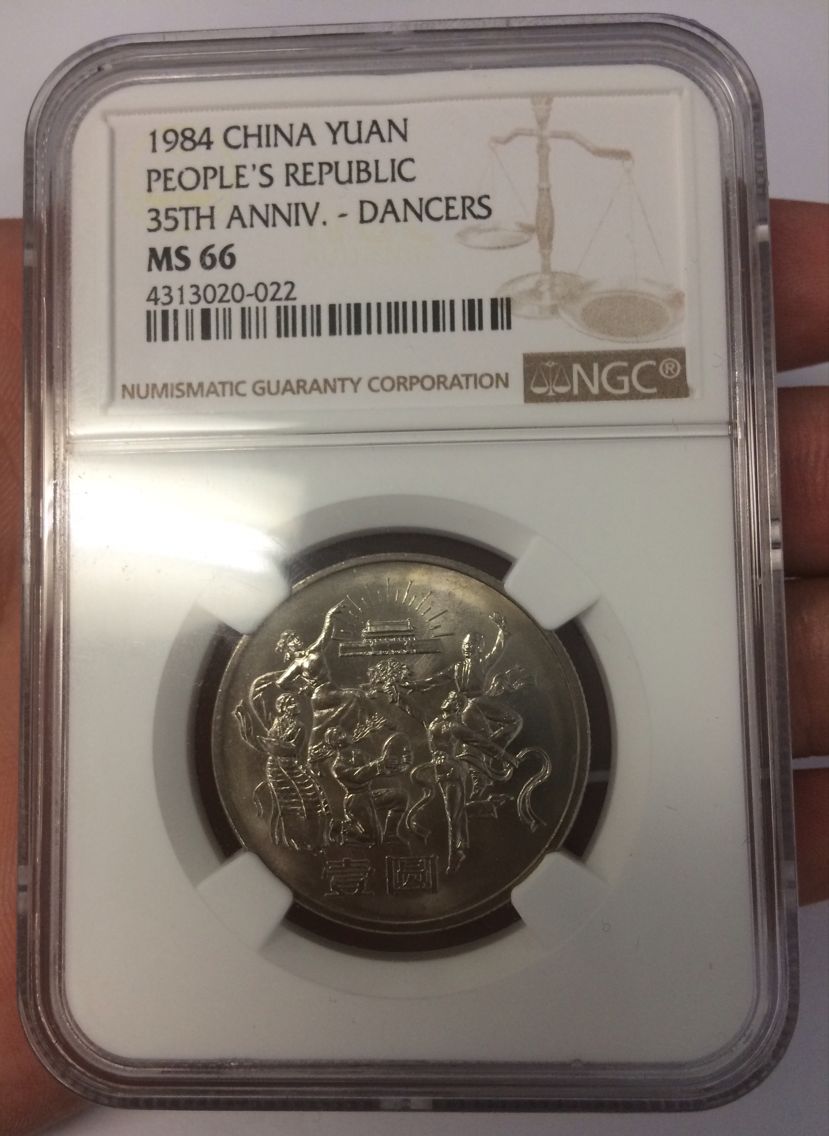 1984 CHINA YUAN
PEOPLE'S REPUBLIC
35TH ANNIV. - DANCERS
MS 66
4313020-022
NUMISMATIC GUARANTY CORPORATION
NGC®
壹圆